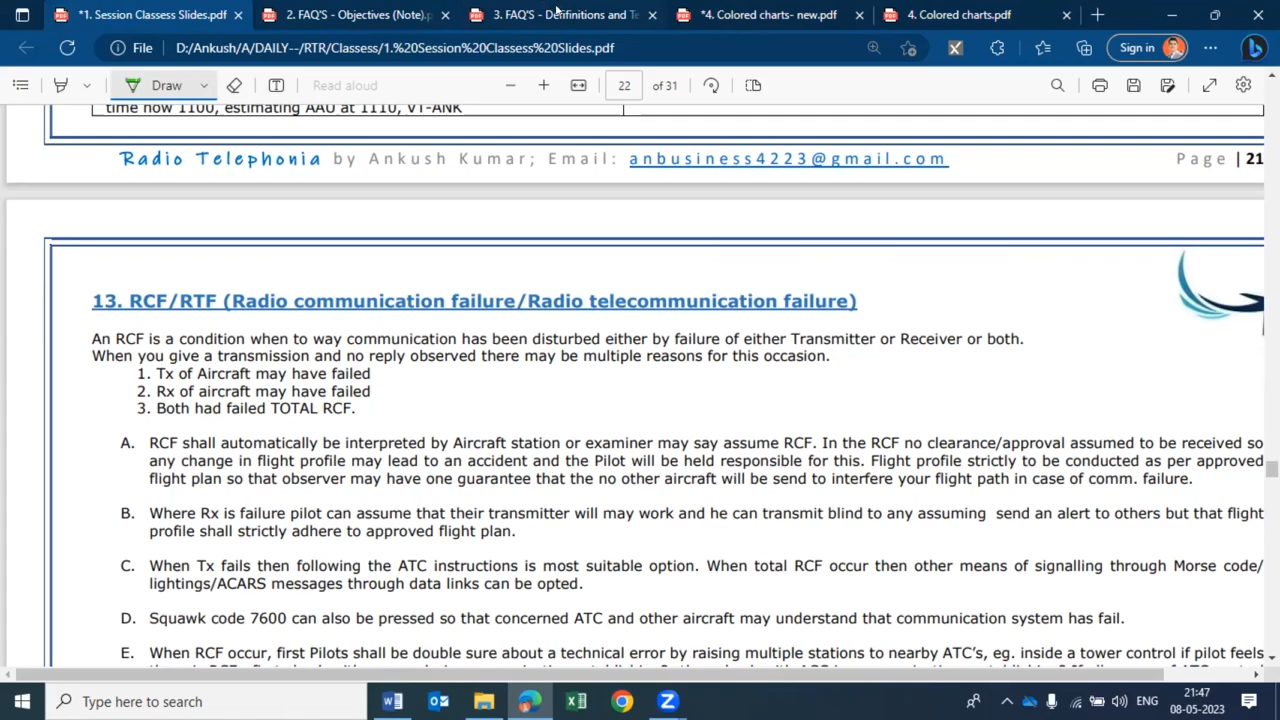 *1. Session Classess Slides.pdf
2. FAQ'S - Objectives (Note).p
3. FAQ'S - Definitions and Te
*4. Colored charts- new.pdf
4. Colored charts.pdf
File
D:/Ankush/A/DAILY--/RTR/Classess/1.%20Session%20Classess%20Slides.pdf
Sign in
Draw
Read aloud
22
of 31
time now 1100, estimating AAU at 1110, VT-ANK
Radio Telephonia by Ankush Kumar; Email: anbusiness4223@gmail.com
Page | 21
13. RCF/RTF (Radio communication failure/Radio telecommunication failure)
An RCF is a condition when to way communication has been disturbed either by failure of either Transmitter or Receiver or both.
When you give a transmission and no reply observed there may be multiple reasons for this occasion.
1. Tx of Aircraft may have failed
2. Rx of aircraft may have failed
3. Both had failed TOTAL RCF.
A. RCF shall automatically be interpreted by Aircraft station or examiner may say assume RCF. In the RCF no clearance/approval assumed to be received so
any change in flight profile may lead to an accident and the Pilot will be held responsible for this. Flight profile strictly to be conducted as per approved
flight plan so that observer may have one guarantee that the no other aircraft will be send to interfere your flight path in case of comm. failure.
B. Where Rx is failure pilot can assume that their transmitter will may work and he can transmit blind to any assuming send an alert to others but that flight
profile shall strictly adhere to approved flight plan.
C. When Tx fails then following the ATC instructions is most suitable option. When total RCF occur then other means of signalling through Morse code/
lightings/ACARS messages through data links can be opted.
D. Squawk code 7600 can also be pressed so that concerned ATC and other aircraft may understand that communication system has fail.
E. When RCF occur, first Pilots shall be double sure about a technical error by raising multiple stations to nearby ATC's, eg. inside a tower control if pilot feels
Type here to search
ENG
21:47
08-05-2023